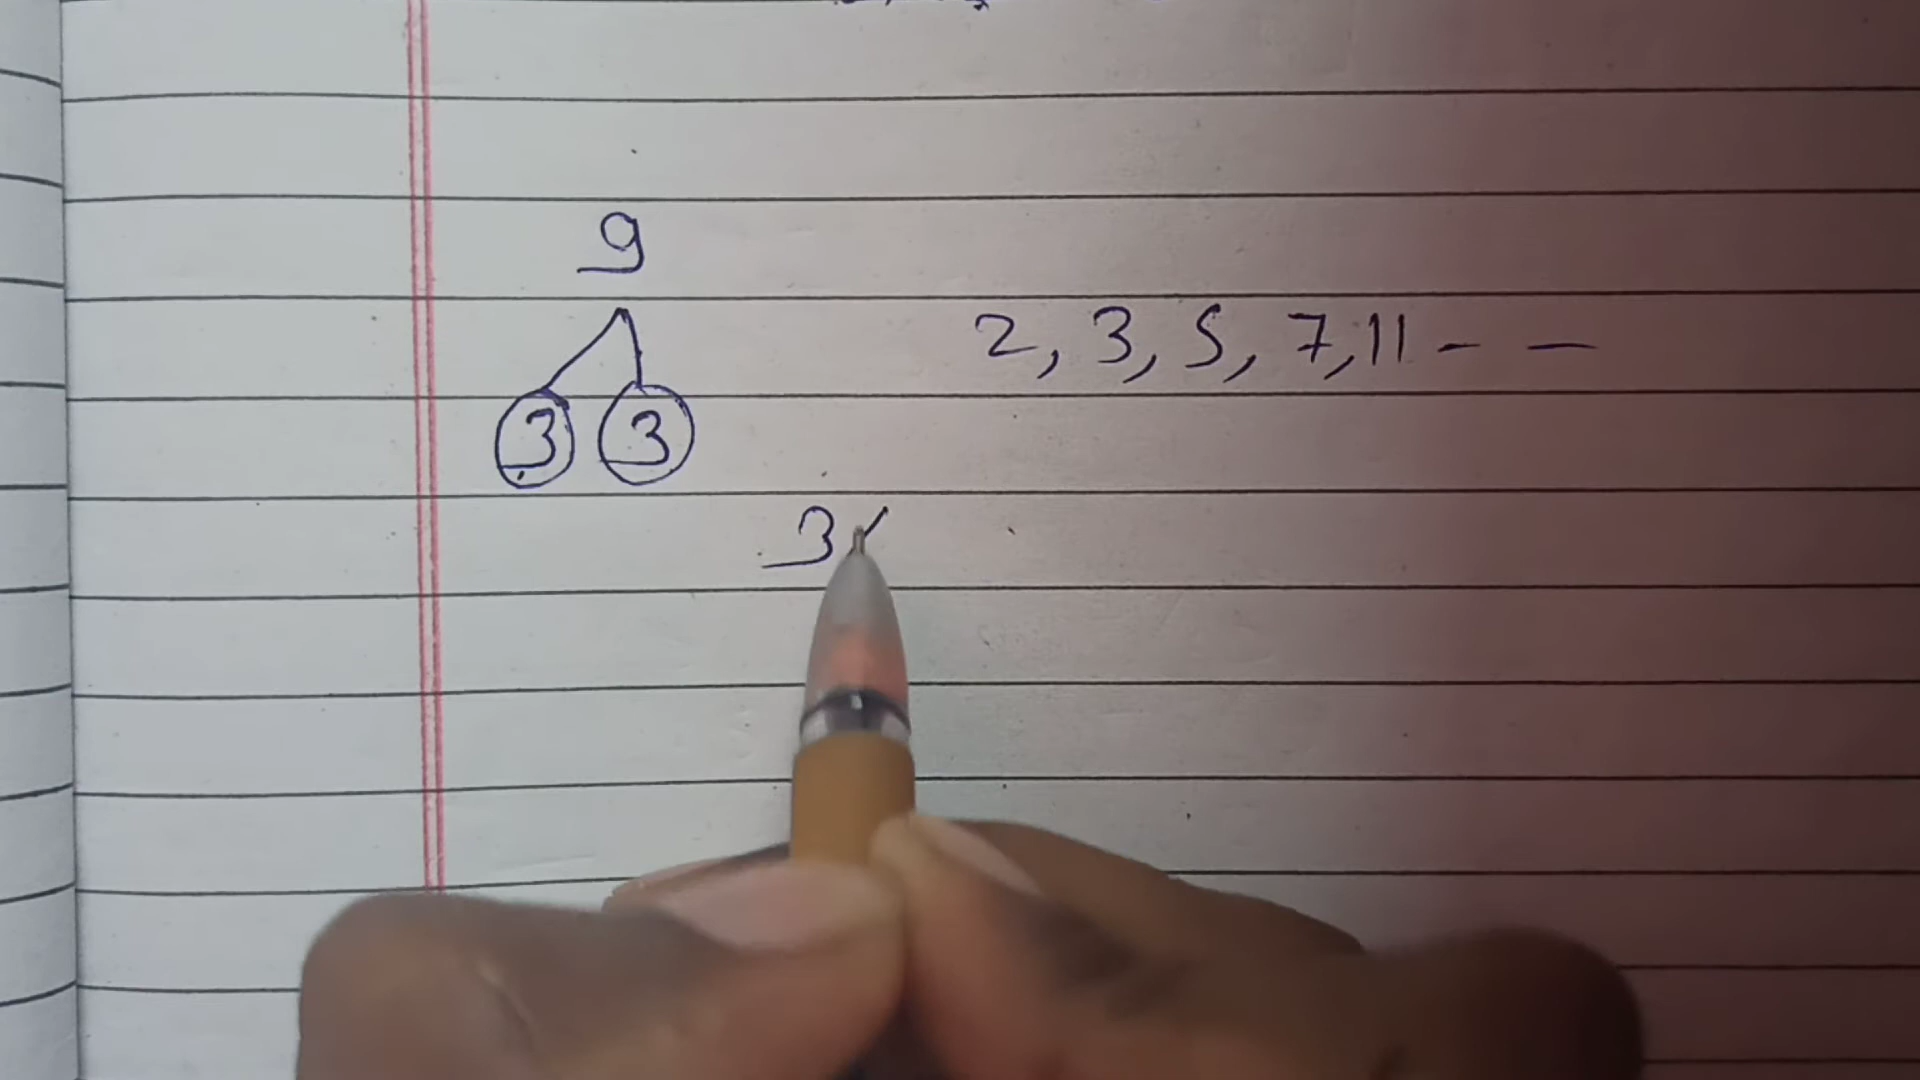 9
2, 3, 5, 7, 11 - -
3 3
3